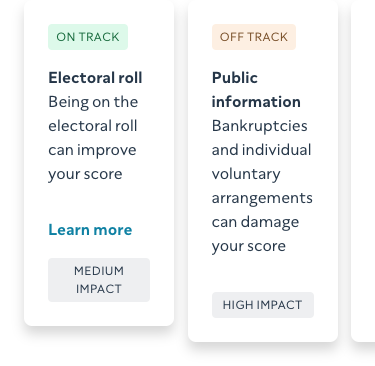 ON TRACK
Electoral roll
Being on the
electoral roll
can improve
your score
Learn more
MEDIUM
IMPACT
OFF TRACK
Public
information
Bankruptcies
and individual
voluntary
arrangements
can damage
your score
HIGH IMPACT